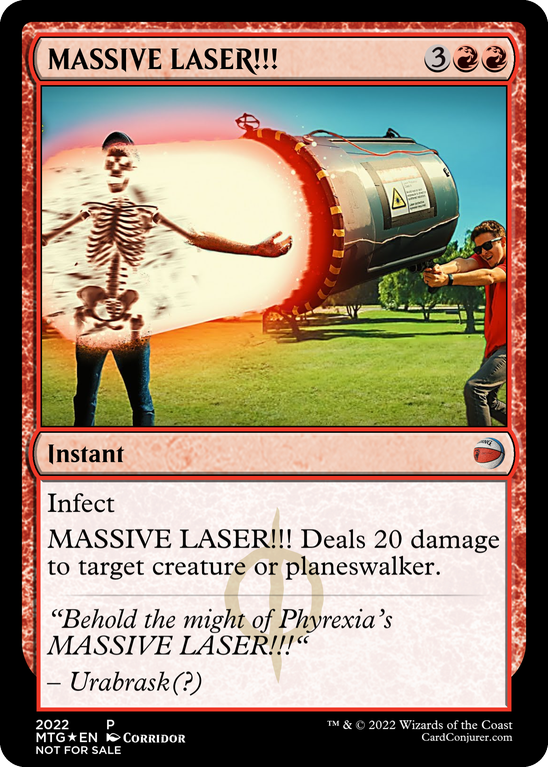 MASSIVE LASER!!! 3
Instant
Infect
MASSIVE LASER!!! Deals 20 damage
to target creature or planeswalker.
“Behold the might of Phyrexia’s
MASSIVE LASER!!!“
– Urabrask(?)
2022 P
MTG★EN CORRIDOR
NOT FOR SALE
™ & © 2022 Wizards of the Coast
CardConjurer.com